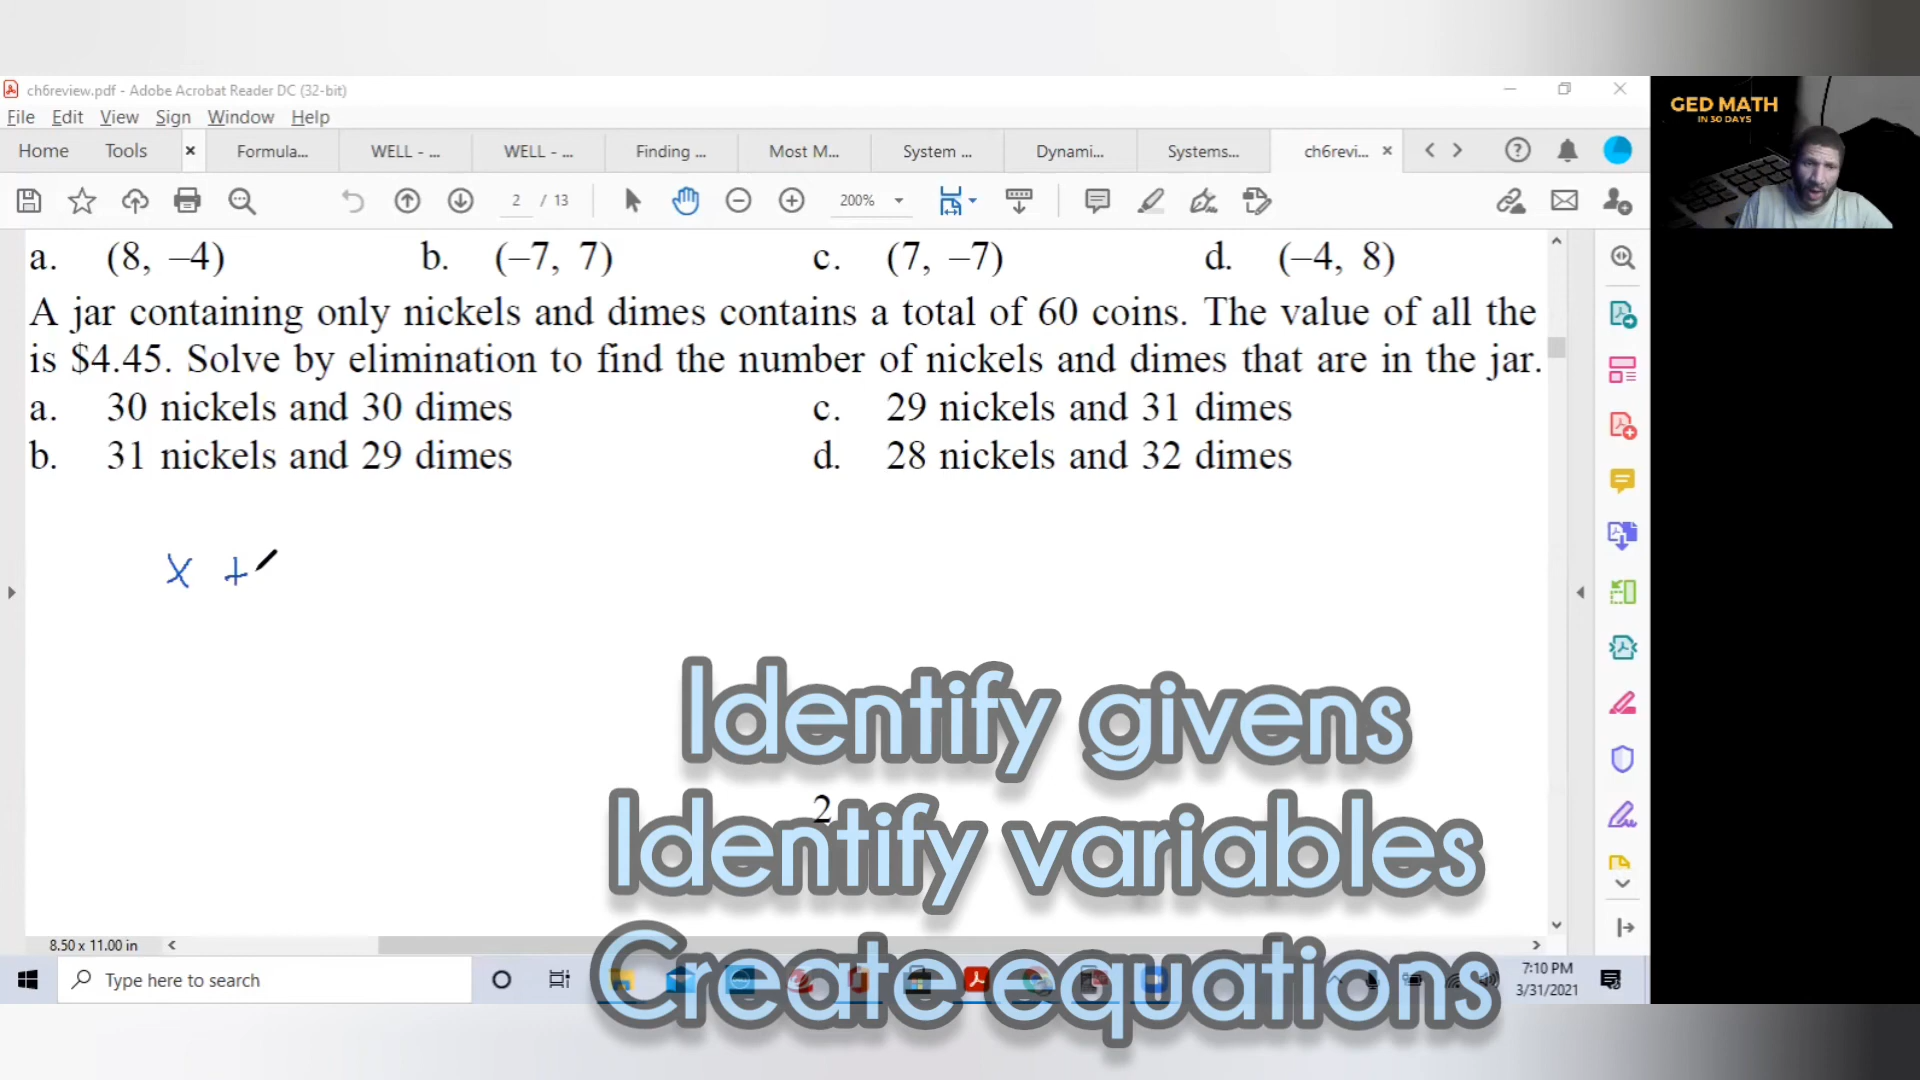 ch6review.pdf - Adobe Acrobat Reader DC (32-bit)
GED MATH
IN 30 DAYS
File Edit View Sign Window Help
Home Tools × Formula... WELL - ... WELL - ... Finding ... Most M... System ... Dynami... Systems... ch6revi... ×
2 / 13 200%
a. (8, –4) b. (–7, 7) c. (7, –7) d. (–4, 8)
A jar containing only nickels and dimes contains a total of 60 coins. The value of all the
is $4.45. Solve by elimination to find the number of nickels and dimes that are in the jar.
a. 30 nickels and 30 dimes c. 29 nickels and 31 dimes
b. 31 nickels and 29 dimes d. 28 nickels and 32 dimes
x +
Identify givens
2
Identify variables
8.50 x 11.00 in
Create equations
Type here to search
7:10 PM
3/31/2021